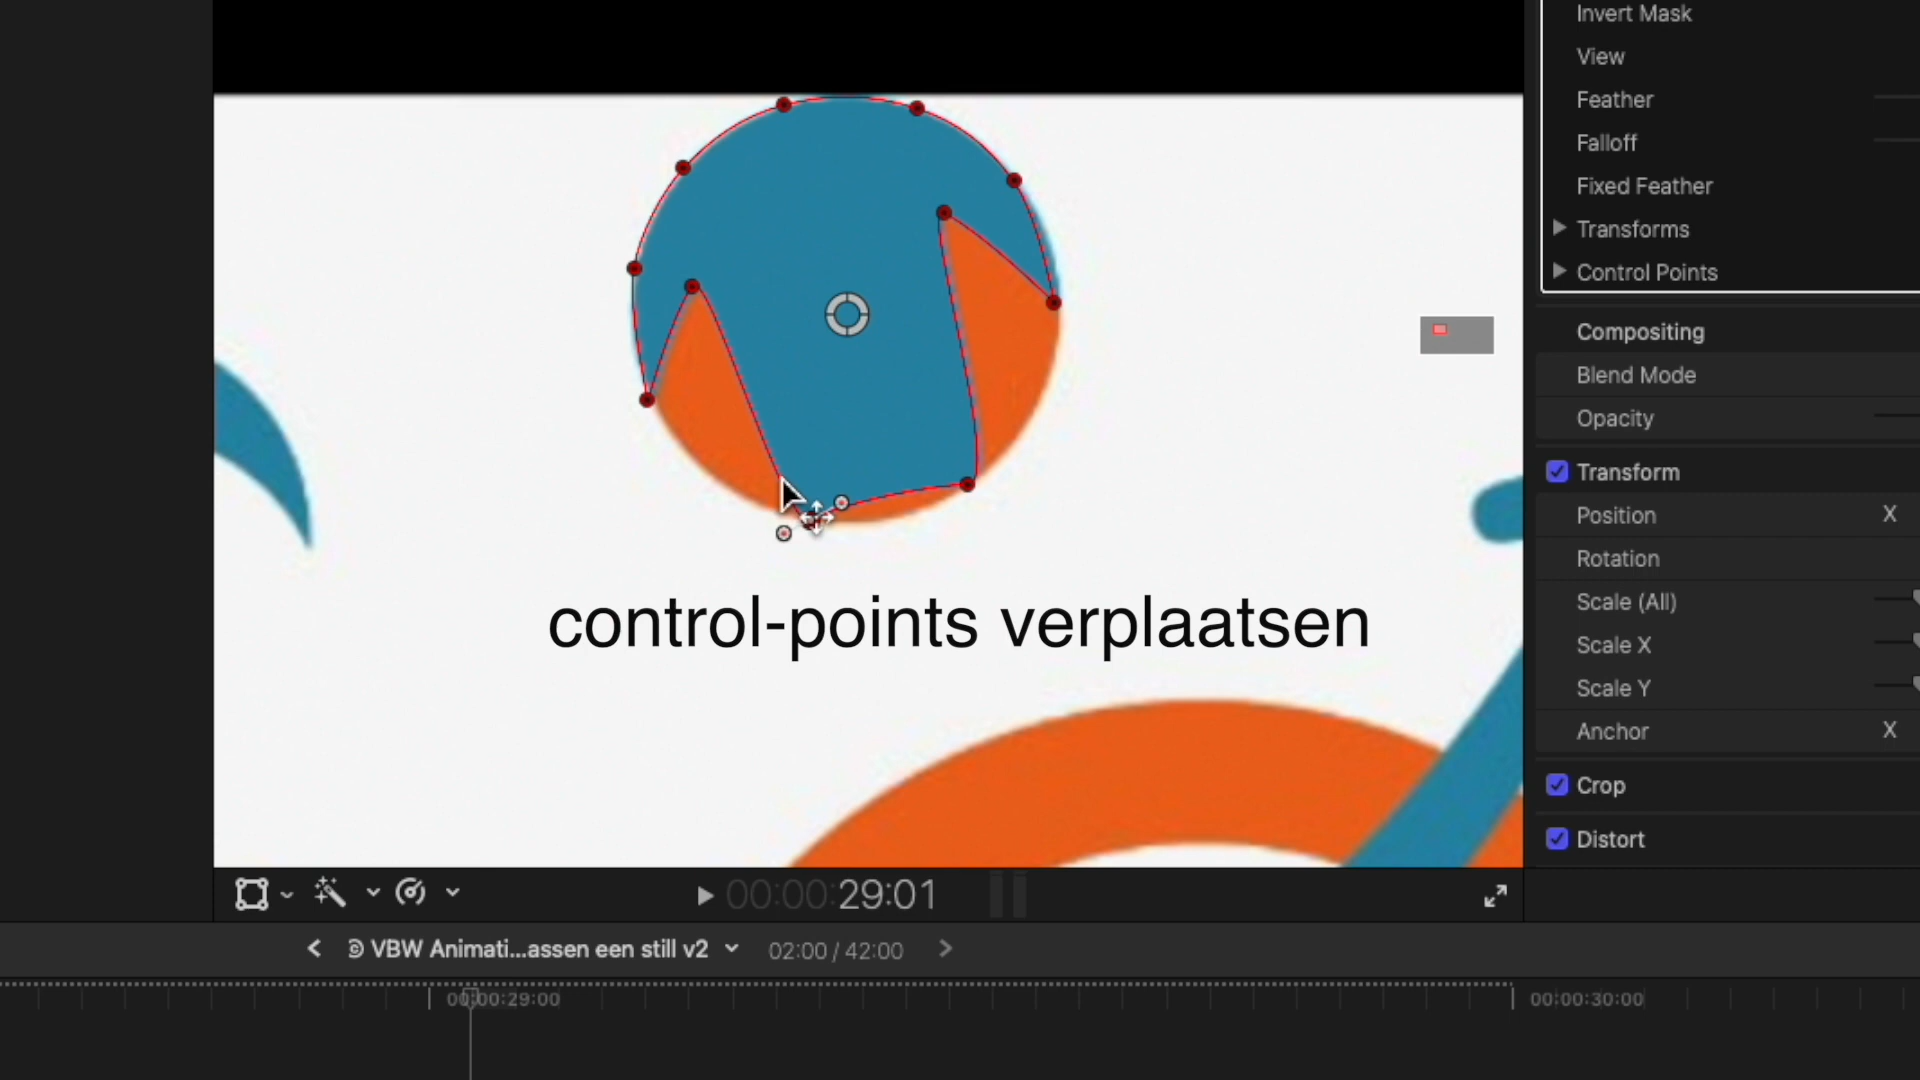 Invert Mask
View
Feather
Falloff
Fixed Feather
Transforms
Control Points
Compositing
Blend Mode
Opacity
Transform
Position X
Rotation
Scale (All)
Scale X
Scale Y
Anchor X
Crop
Distort
control-points verplaatsen
00:00:29:01
VBW Animati...assen een still v2
02:00 / 42:00
00:00:29:00
00:00:30:00